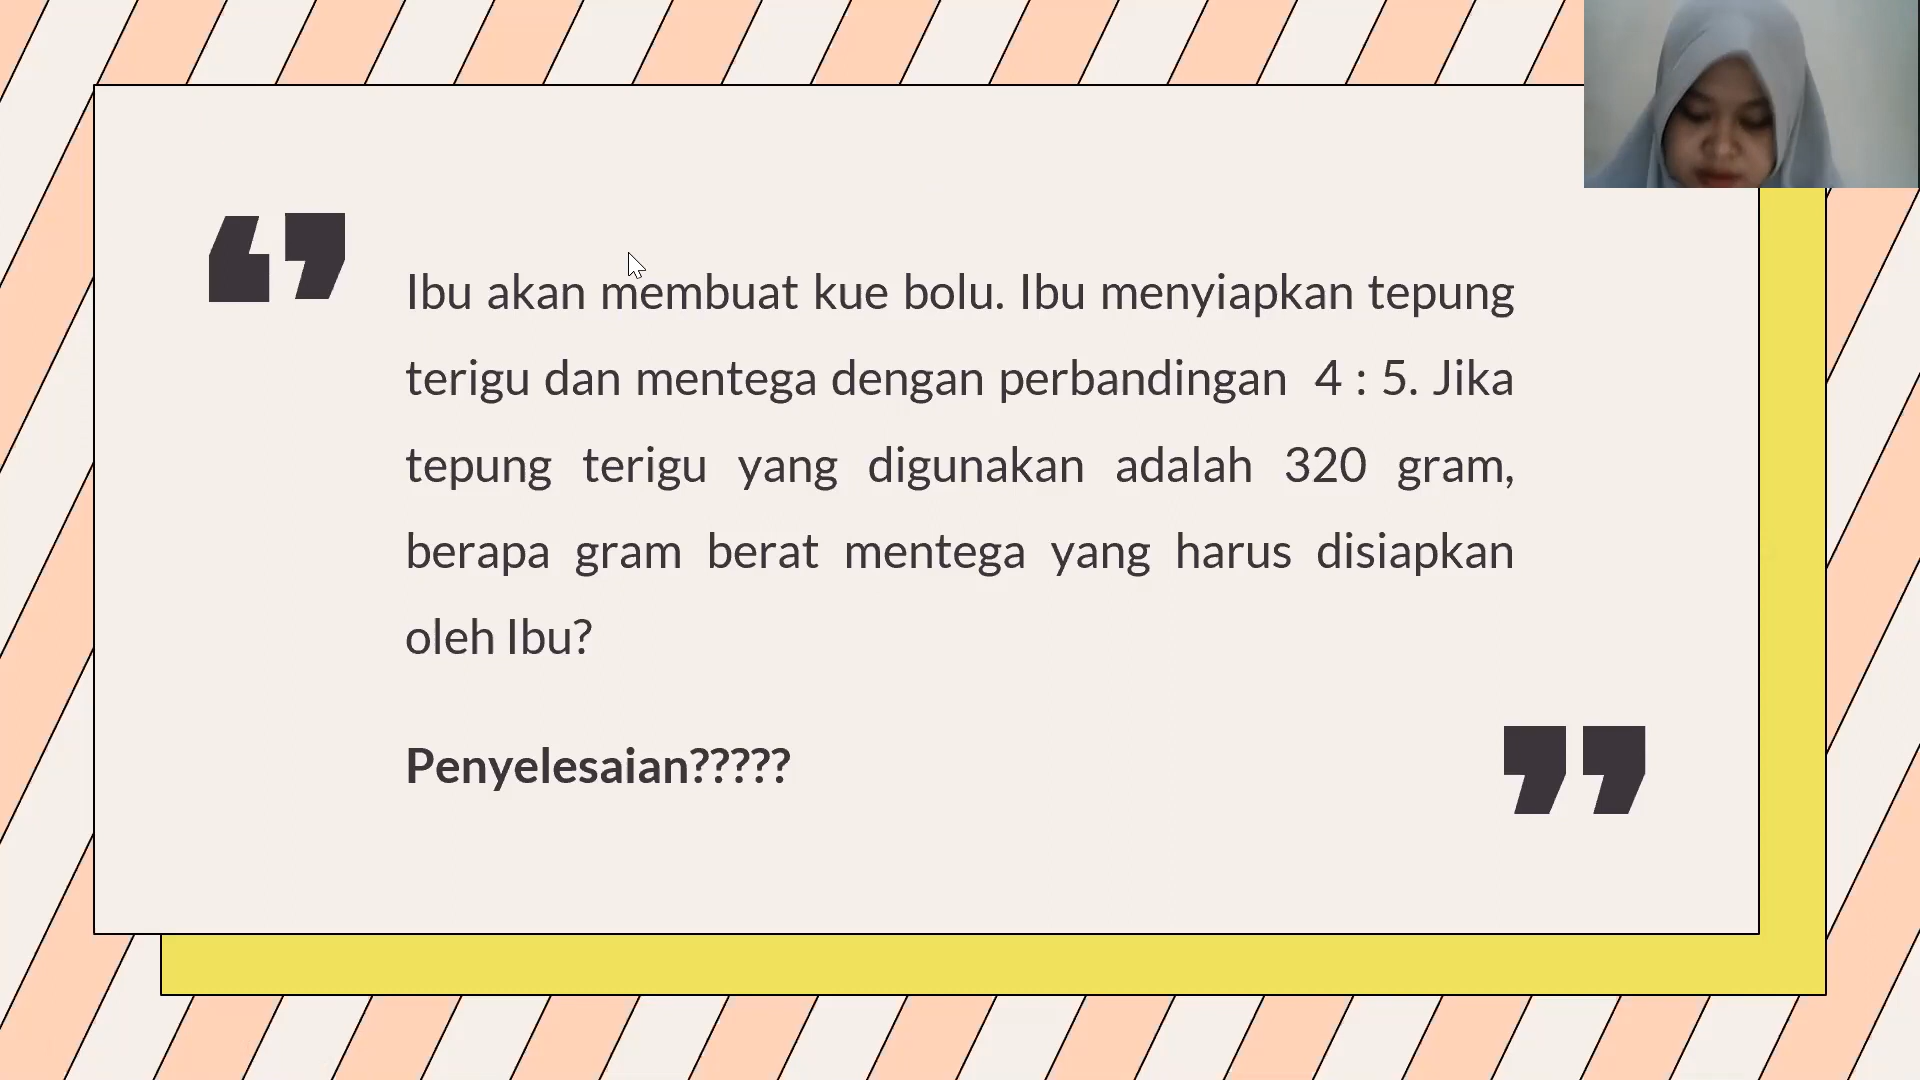 Ibu akan membuat kue bolu. Ibu menyiapkan tepung
terigu dan mentega dengan perbandingan 4 : 5. Jika
tepung terigu yang digunakan adalah 320 gram,
berapa gram berat mentega yang harus disiapkan
oleh Ibu?
Penyelesaian?????